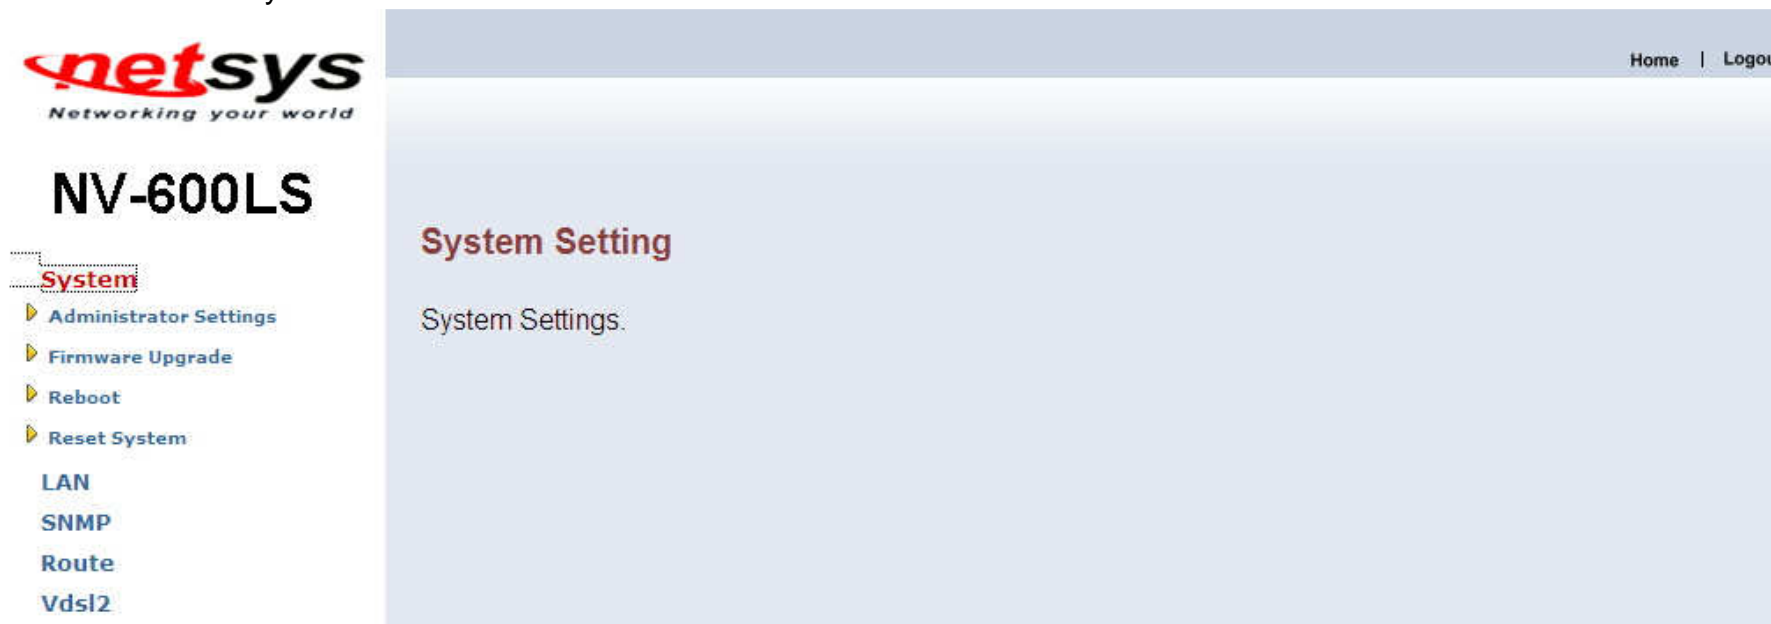 netsys
Home | Logou
Networking your world
NV-600LS
System Setting
System
Administrator Settings
System Settings.
Firmware Upgrade
Reboot
Reset System
LAN
SNMP
Route
Vdsl2